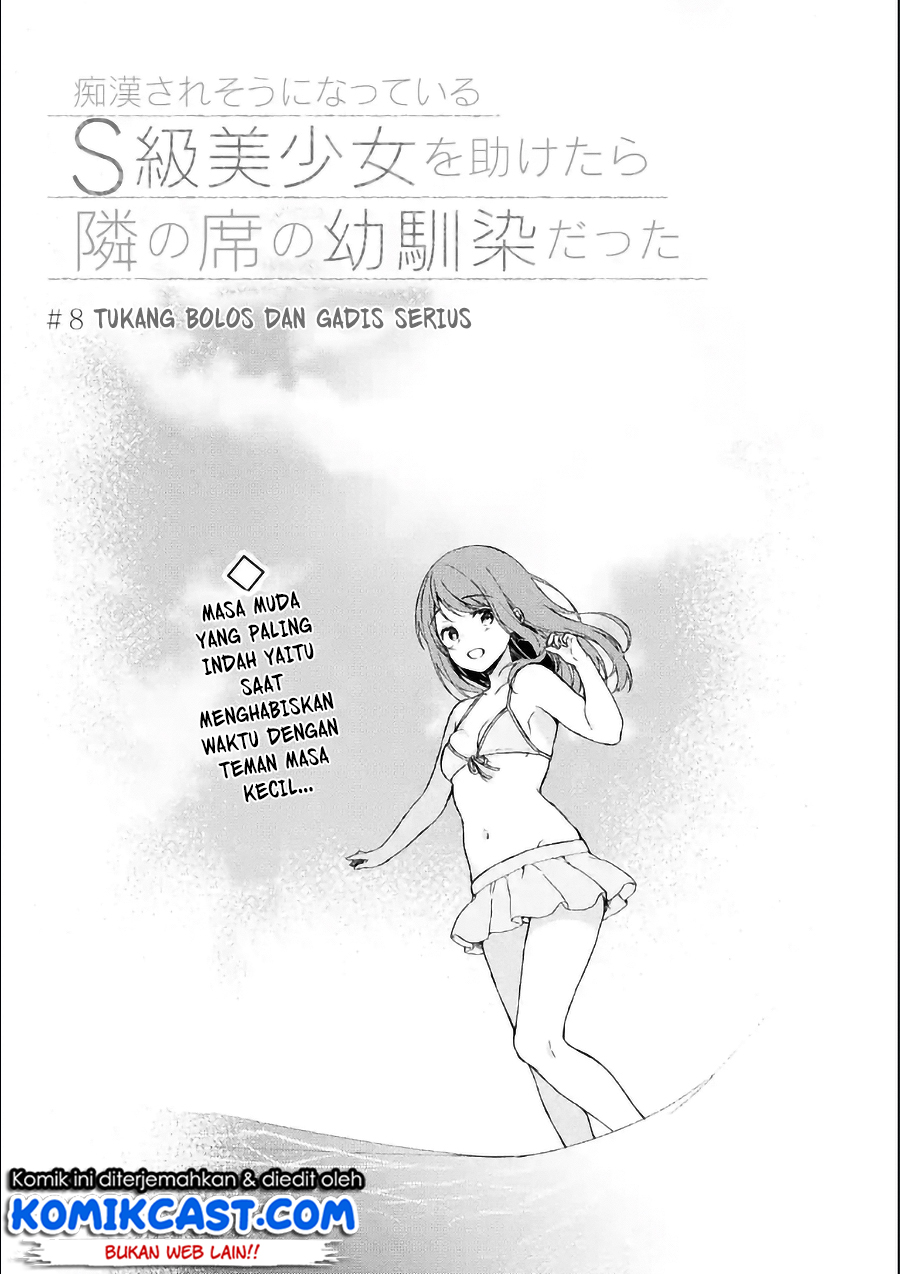 痴漢されそうになっている
S級美少女を助けたら
隣の席の幼馴染だった
#8 TUKANG BOLOS DAN GADIS SERIUS
MASA MUDA
YANG PALING
INDAH YAITU
SAAT
MENGHABISKAN
WAKTU DENGAN
TEMAN MASA
KECIL...
Komik ini diterjemahkan & diedit oleh
KOMIKCAST.COM
BUKAN WEB LAIN!!